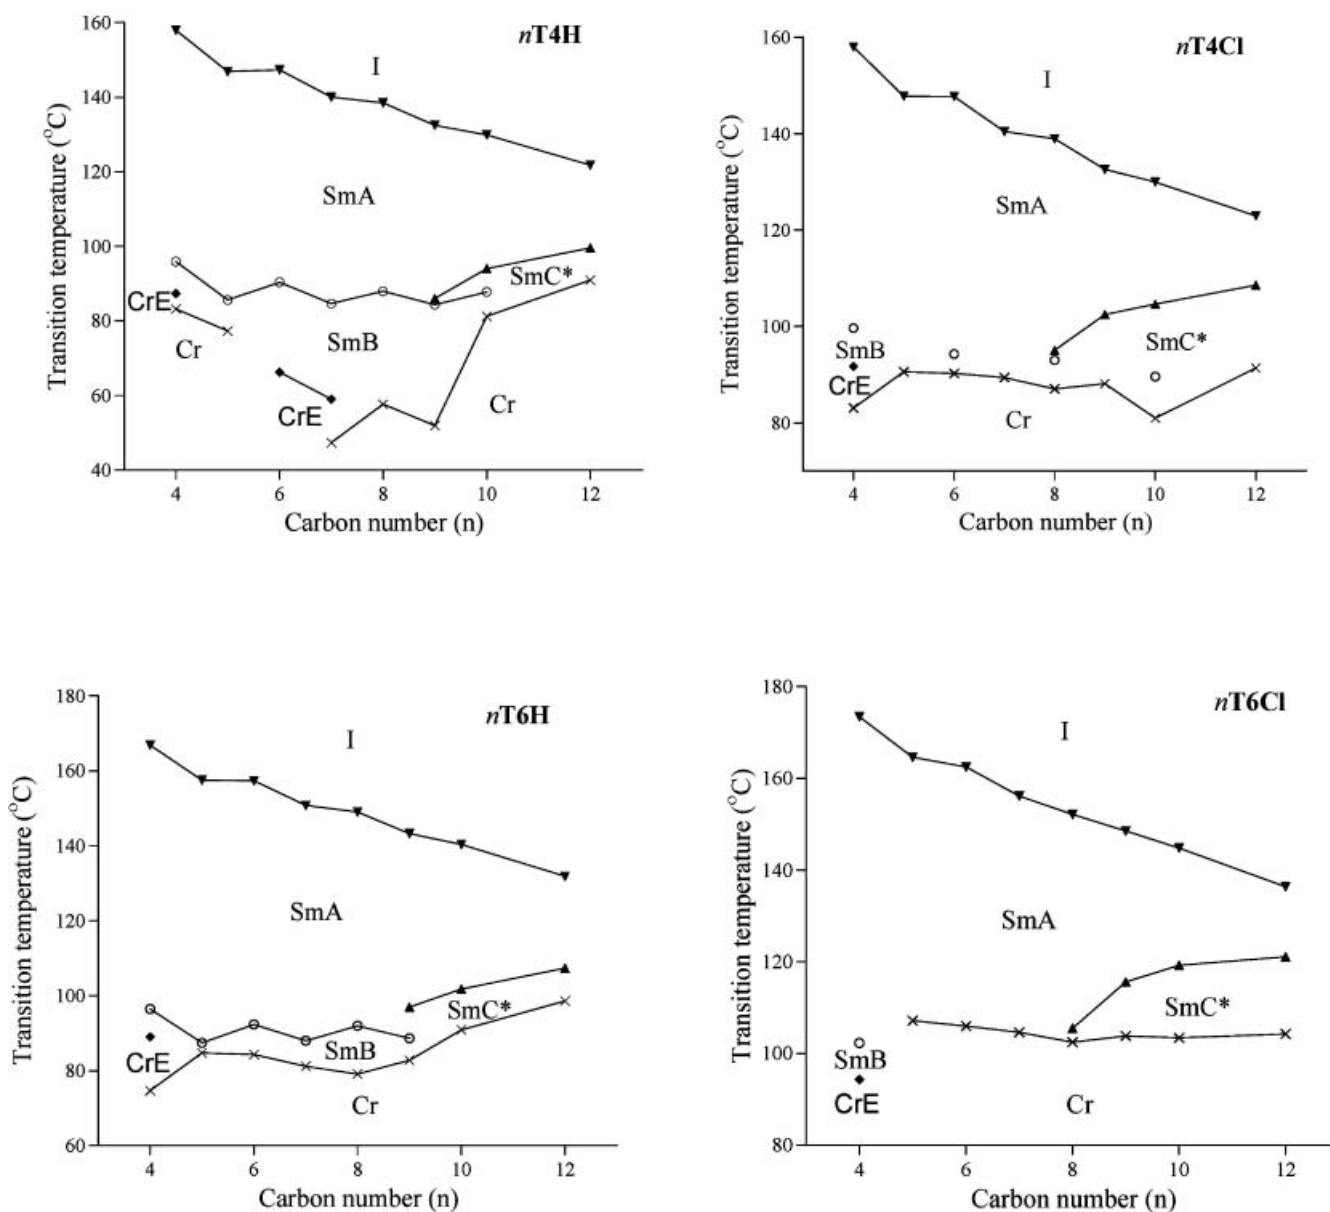 nT4H
Transition temperature (°C)
160
140
120
100
80
60
40
I
SmA
SmC*
CrE
SmB
Cr
CrE
Cr
4
6
8
10
12
Carbon number (n)
nT4Cl
Transition temperature (°C)
160
140
120
100
80
I
SmA
SmC*
SmB
CrE
Cr
4
6
8
10
12
Carbon number (n)
nT6H
Transition temperature (°C)
180
160
140
120
100
80
60
I
SmA
SmC*
SmB
CrE
Cr
4
6
8
10
12
Carbon number (n)
nT6Cl
Transition temperature (°C)
180
160
140
120
100
80
I
SmA
SmC*
SmB
CrE
Cr
4
6
8
10
12
Carbon number (n)